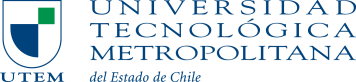 UNIVERSIDAD
TECNOLÓGICA
METROPOLITANA
UTEM
del Estado de Chile